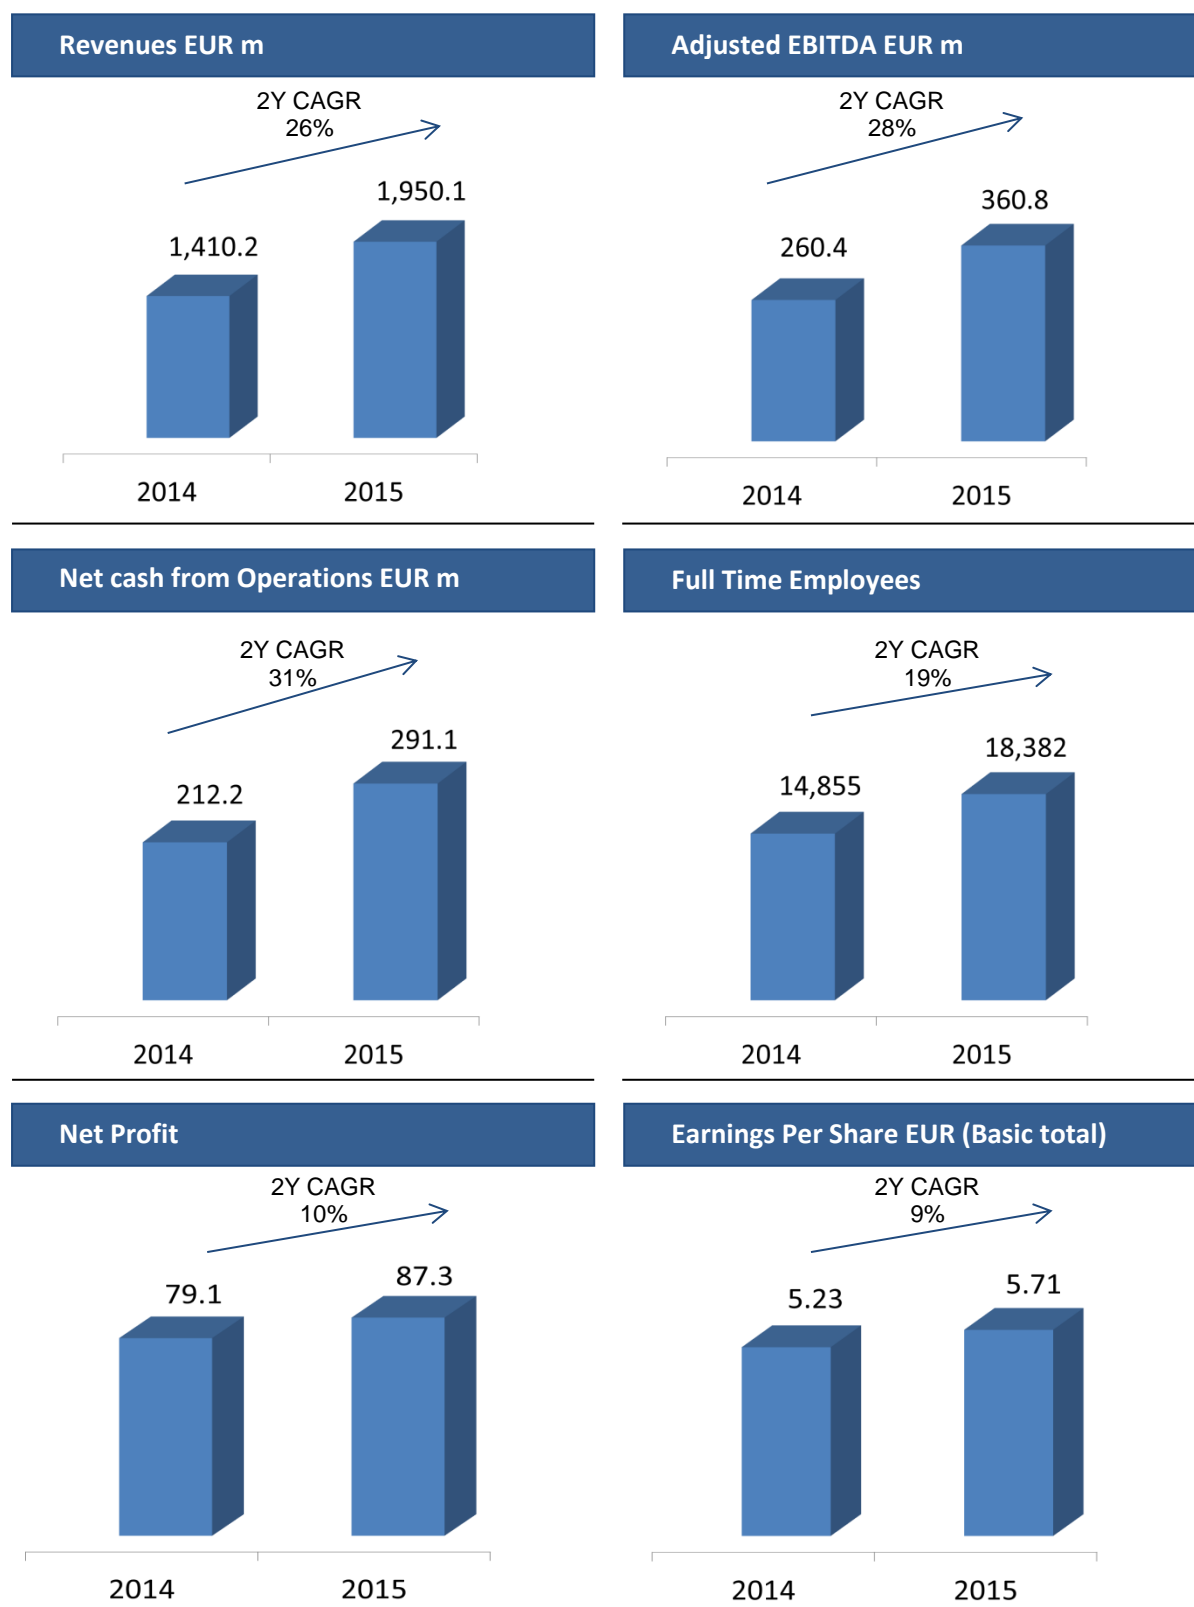 Revenues EUR m
2Y CAGR
26%
1,410.2
1,950.1
2014
2015
Adjusted EBITDA EUR m
2Y CAGR
28%
260.4
360.8
2014
2015
Net cash from Operations EUR m
2Y CAGR
31%
212.2
291.1
2014
2015
Full Time Employees
2Y CAGR
19%
14,855
18,382
2014
2015
Net Profit
2Y CAGR
10%
79.1
87.3
2014
2015
Earnings Per Share EUR (Basic total)
2Y CAGR
9%
5.23
5.71
2014
2015